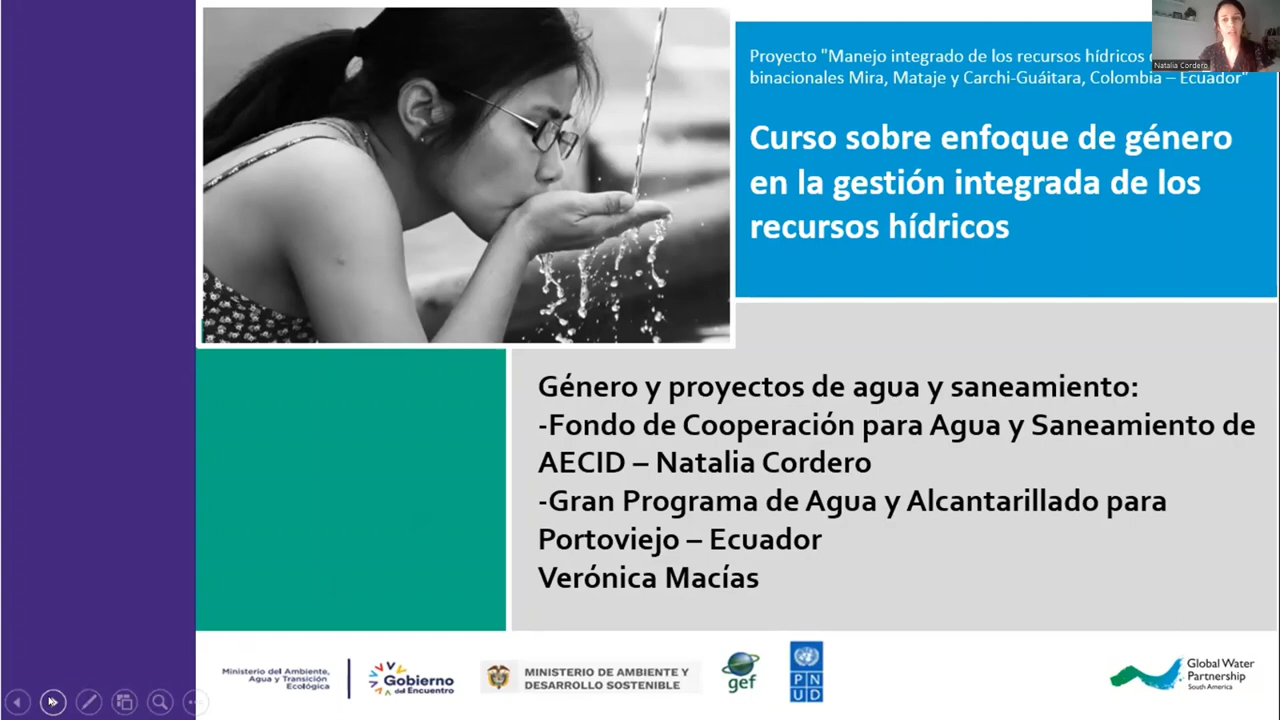 Proyecto "Manejo integrado de los recursos hídricos
binacionales Mira, Mataje y Carchi-Guáitara, Colombia – Ecuador"
Natalia Cordero
Curso sobre enfoque de género
en la gestión integrada de los
recursos hídricos
Género y proyectos de agua y saneamiento:
-Fondo de Cooperación para Agua y Saneamiento de
AECID – Natalia Cordero
-Gran Programa de Agua y Alcantarillado para
Portoviejo – Ecuador
Verónica Macías
Ministerio del Ambiente,
Agua y Transición
Ecológica
Gobierno
del Encuentro
MINISTERIO DE AMBIENTE Y
DESARROLLO SOSTENIBLE
gef
P N
U D
Global Water
Partnership
South America